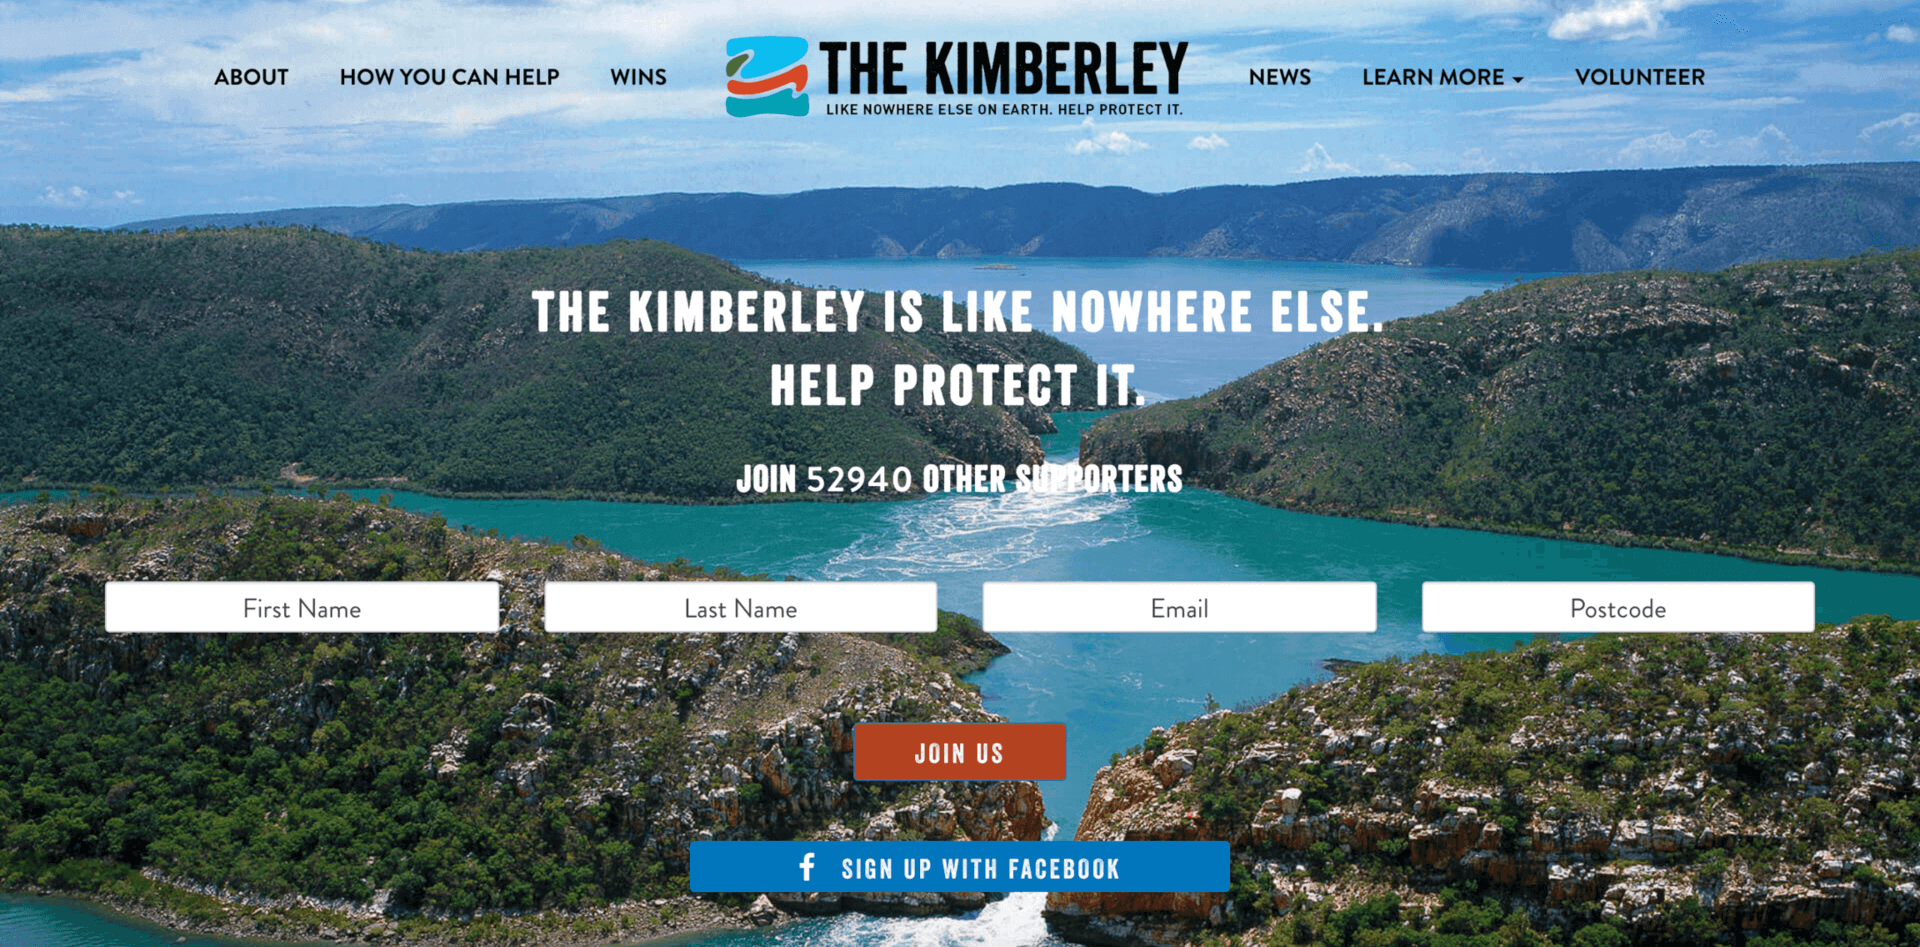 ABOUT HOW YOU CAN HELP WINS THE KIMBERLEY NEWS LEARN MORE VOLUNTEER
LIKE NOWHERE ELSE ON EARTH. HELP PROTECT IT.
THE KIMBERLEY IS LIKE NOWHERE ELSE.
HELP PROTECT IT.
JOIN 52940 OTHER SUPPORTERS
First Name Last Name Email Postcode
JOIN US
f SIGN UP WITH FACEBOOK